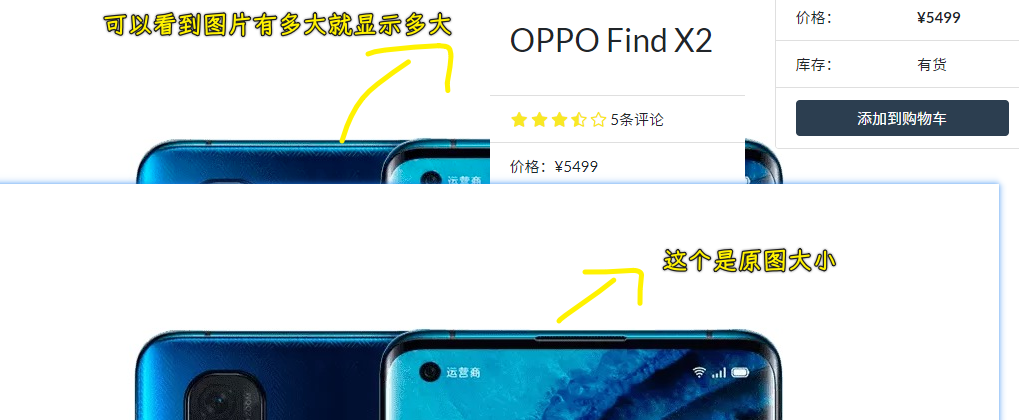 可以看到图片有多大就显示多大
OPPO Find X2
5条评论
价格：¥5499
价格： ¥5499
库存： 有货
添加到购物车
运营商
这个是原图大小
运营商